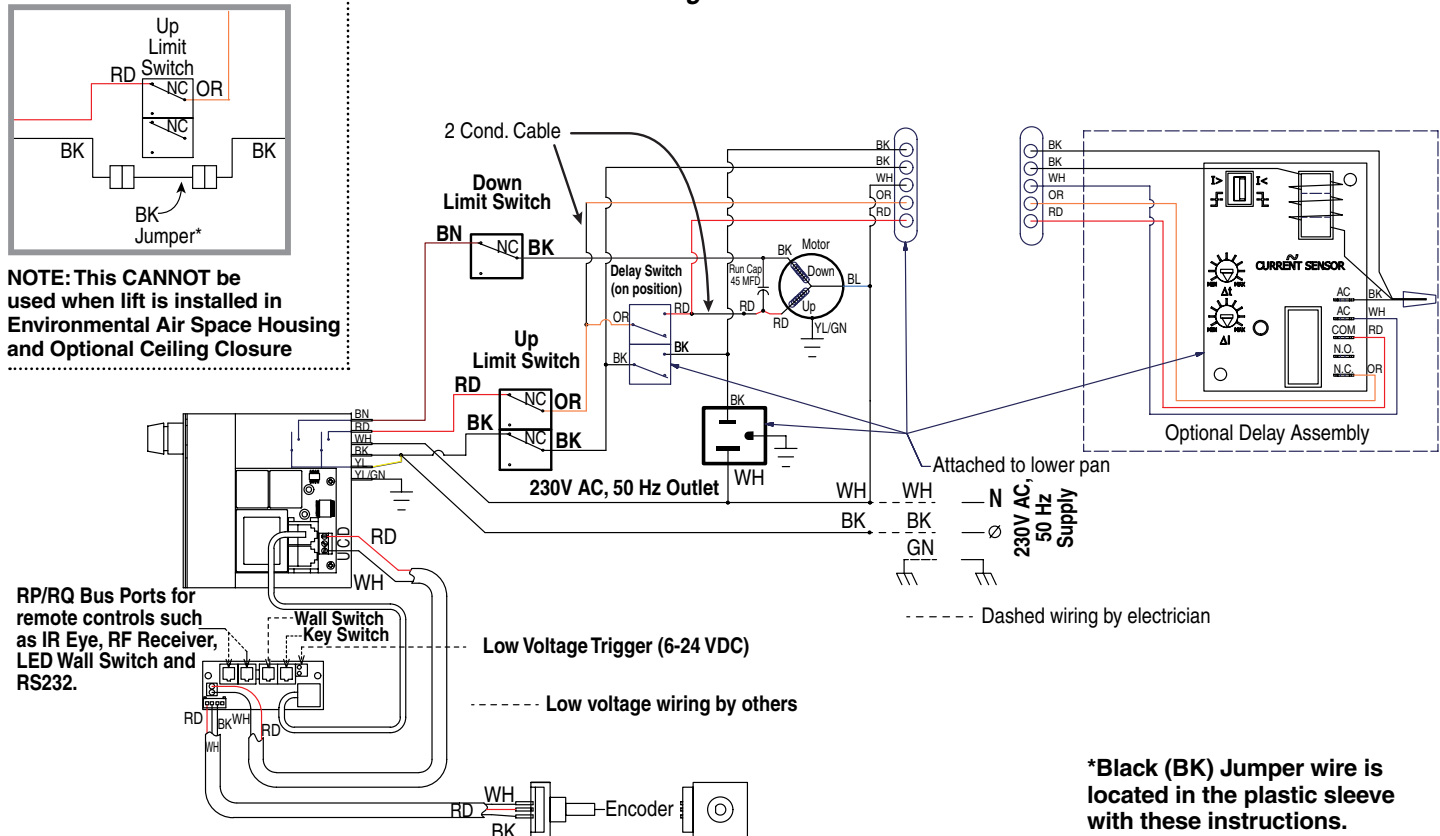 Up
Limit
Switch
RD
NC
OR
NC
BK
BK
BK
Jumper*
NOTE: This CANNOT be
used when lift is installed in
Environmental Air Space Housing
and Optional Ceiling Closure
2 Cond. Cable
Down
Limit Switch
BN
NC
BK
Delay Switch
(on position)
OR
RD
BK
BK
Run Cap
45 MFD
RD
BK
Motor
Down
Up
RD
BL
YL/GN
BK
BK
WH
OR
RD
BK
BK
WH
OR
RD
I>
I<
CURRENT SENSOR
MIN
MAX
Δt
MIN
MAX
ΔI
AC
BK
AC
WH
COM
RD
N.O.
N.C.
OR
Optional Delay Assembly
Up
Limit Switch
RD
NC
OR
BK
NC
BK
BK
WH
230V AC, 50 Hz Outlet
Attached to lower pan
BN
RD
WH
BK
YL
YL/GN
U C D
RD
WH
WH
WH
N
BK
BK
Ø
GN
230V AC,
50 Hz
Supply
Dashed wiring by electrician
RP/RQ Bus Ports for
remote controls such
as IR Eye, RF Receiver,
LED Wall Switch and
RS232.
Wall Switch
Key Switch
Low Voltage Trigger (6-24 VDC)
Low voltage wiring by others
RD
BK
WH
RD
WH
WH
RD
BK
Encoder
*Black (BK) Jumper wire is
located in the plastic sleeve
with these instructions.